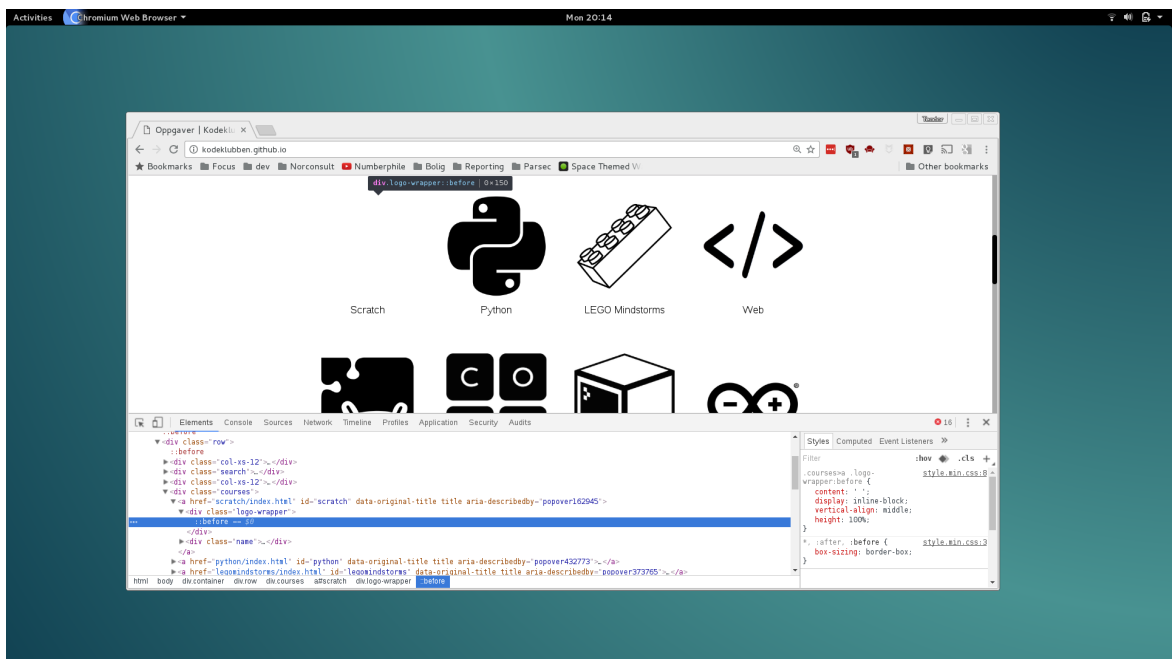 Activities Chromium Web Browser Mon 20:14
Oppgaver | Kodeklu
kodeklubben.github.io
Bookmarks Focus dev Norconsult Numberphile Bolig Reporting Parsec Space Themed W Other bookmarks
div.logo-wrapper::before | 0×150
Scratch Python LEGO Mindstorms Web
C O
Elements Console Sources Network Timeline Profiles Application Security Audits 16
::before
▼<div class="row">
::before
▶<div class="col-xs-12">…</div>
▶<div class="search">…</div>
▶<div class="col-xs-12">…</div>
▼<div class="courses">
▼<a href="scratch/index.html" id="scratch" data-original-title title aria-describedby="popover162945">
▼<div class="logo-wrapper">
::before == $0
</div>
▶<div class="name">…</div>
</a>
▶<a href="python/index.html" id="python" data-original-title title aria-describedby="popover432773">…</a>
▶<a href="legomindstorms/index.html" id="legomindstorms" data-original-title title aria-describedby="popover373765">…</a>
html body div.container div.row div.courses a#scratch div.logo-wrapper ::before
Styles Computed Event Listeners »
Filter :hov .cls +
.courses>a .logo- style.min.css:8
wrapper:before {
content: ' ';
display: inline-block;
vertical-align: middle;
height: 100%;
}
*, :after, :before { style.min.css:3
box-sizing: border-box;
}